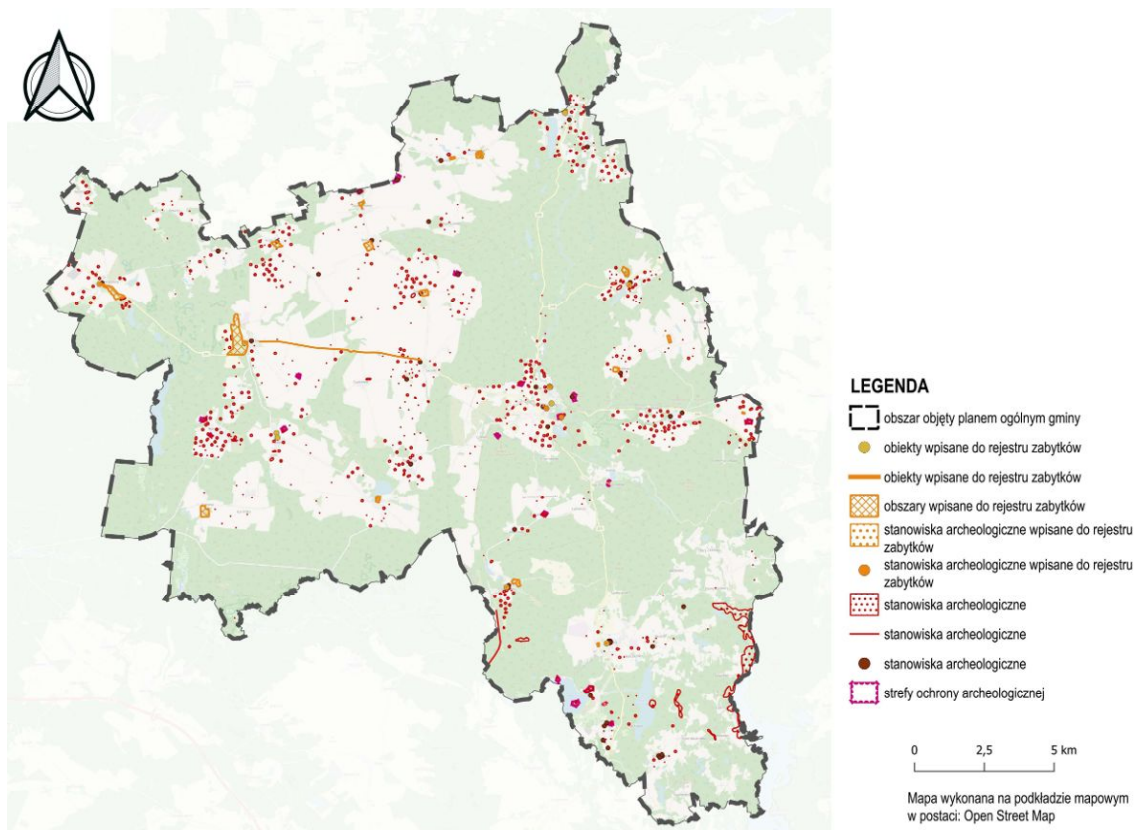 LEGENDA
obszar objęty planem ogólnym gminy
obiekty wpisane do rejestru zabytków
obiekty wpisane do rejestru zabytków
obszary wpisane do rejestru zabytków
stanowiska archeologiczne wpisane do rejestru
zabytków
stanowiska archeologiczne wpisane do rejestru
zabytków
stanowiska archeologiczne
stanowiska archeologiczne
stanowiska archeologiczne
strefy ochrony archeologicznej
0 2,5 5 km
Mapa wykonana na podkładzie mapowym
w postaci: Open Street Map